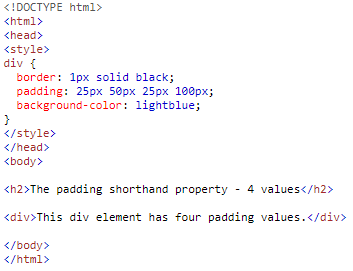 <!DOCTYPE html>
<html>
<head>
<style>
div {
  border: 1px solid black;
  padding: 25px 50px 25px 100px;
  background-color: lightblue;
}
</style>
</head>
<body>

<h2>The padding shorthand property - 4 values</h2>

<div>This div element has four padding values.</div>

</body>
</html>